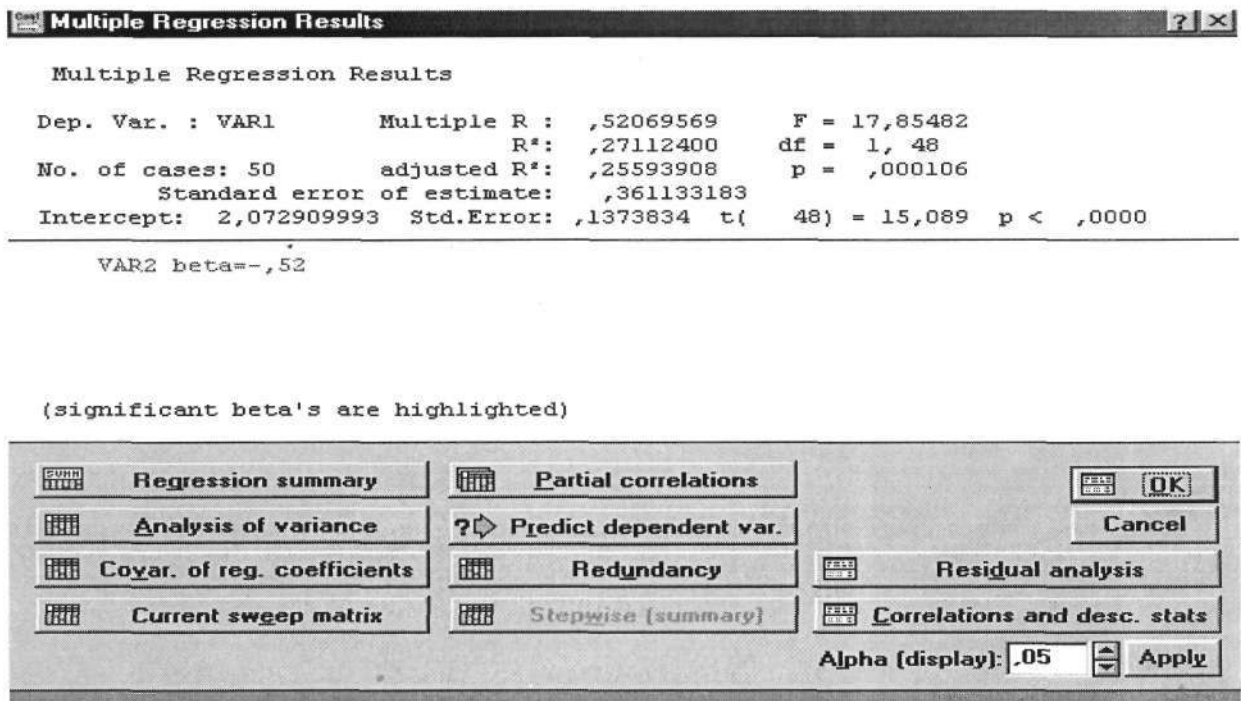 Multiple Regression Results
Multiple Regression Results
Dep. Var. : VAR1 Multiple R : ,52069569 F = 17,85482
R²: ,27112400 df = 1, 48
No. of cases: 50 adjusted R²: ,25593908 p = ,000106
Standard error of estimate: ,361133183
Intercept: 2,072909993 Std.Error: ,1373834 t( 48) = 15,089 p < ,0000
VAR2 beta=-,52
(significant beta's are highlighted)
Regression summary Partial correlations OK
Analysis of variance Predict dependent var. Cancel
Covar. of reg. coefficients Redundancy Residual analysis
Current sweep matrix Stepwise (summary) Correlations and desc. stats
Alpha (display): ,05 Apply